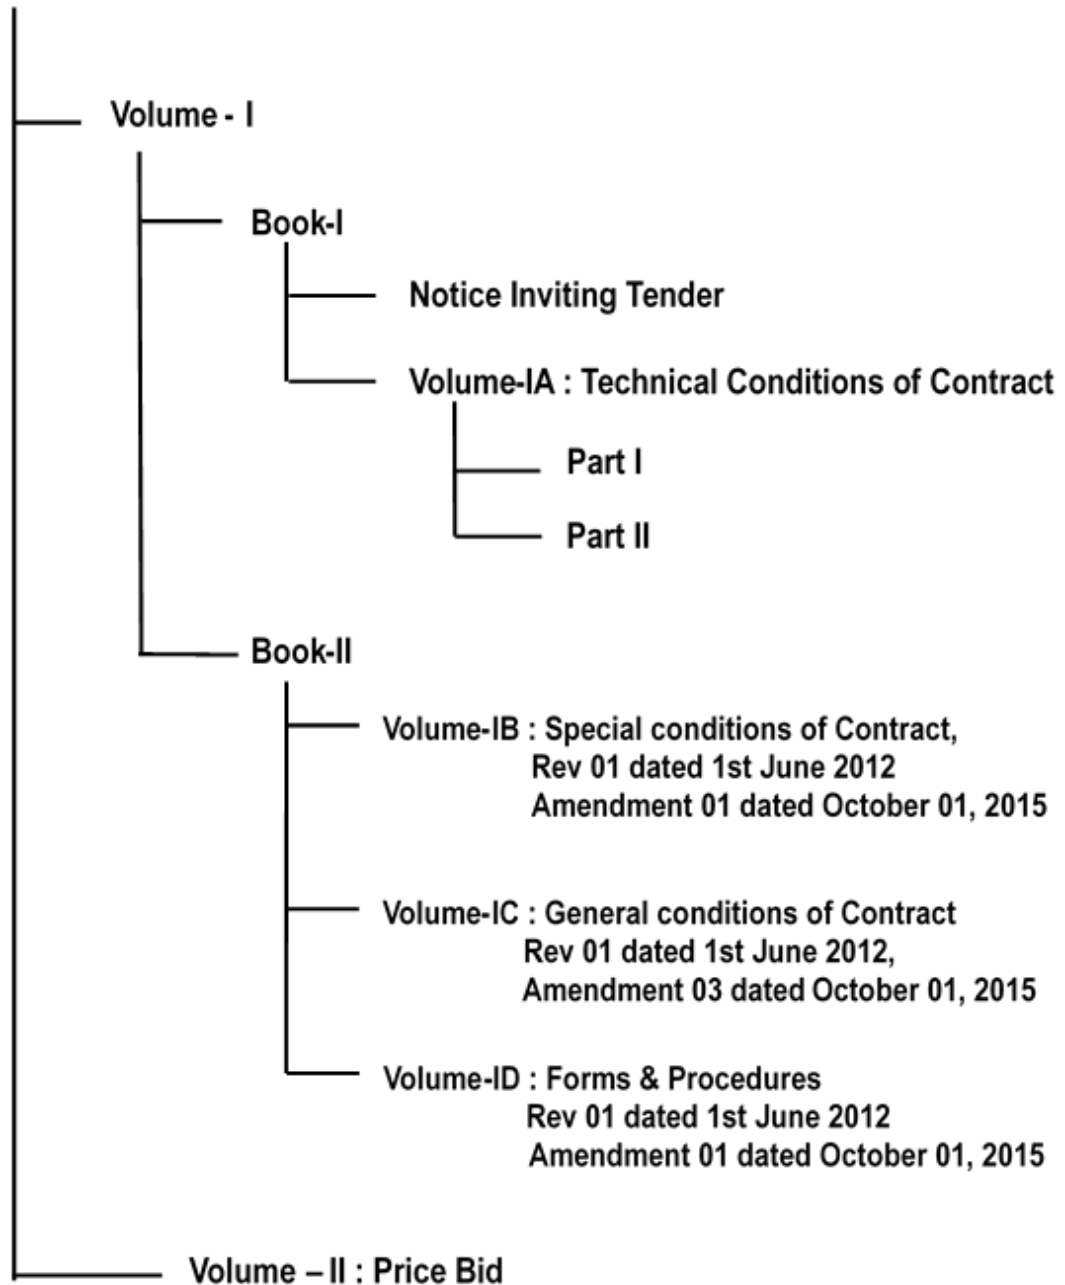 Volume - I
Book-I
Notice Inviting Tender
Volume-IA : Technical Conditions of Contract
Part I
Part II
Book-II
Volume-IB : Special conditions of Contract,
Rev 01 dated 1st June 2012
Amendment 01 dated October 01, 2015
Volume-IC : General conditions of Contract
Rev 01 dated 1st June 2012,
Amendment 03 dated October 01, 2015
Volume-ID : Forms & Procedures
Rev 01 dated 1st June 2012
Amendment 01 dated October 01, 2015
Volume – II : Price Bid